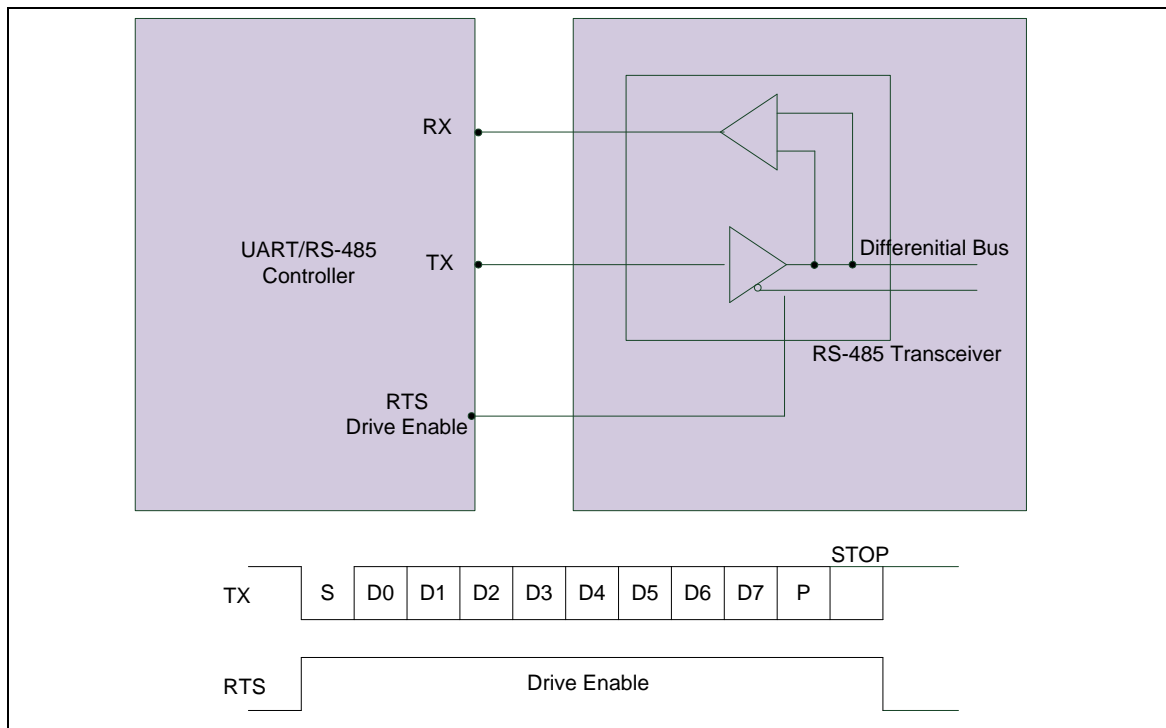 RX
UART/RS-485
Controller
TX
RTS
Drive Enable
Differenitial Bus
RS-485 Transceiver
STOP
TX
S D0 D1 D2 D3 D4 D5 D6 D7 P
RTS
Drive Enable